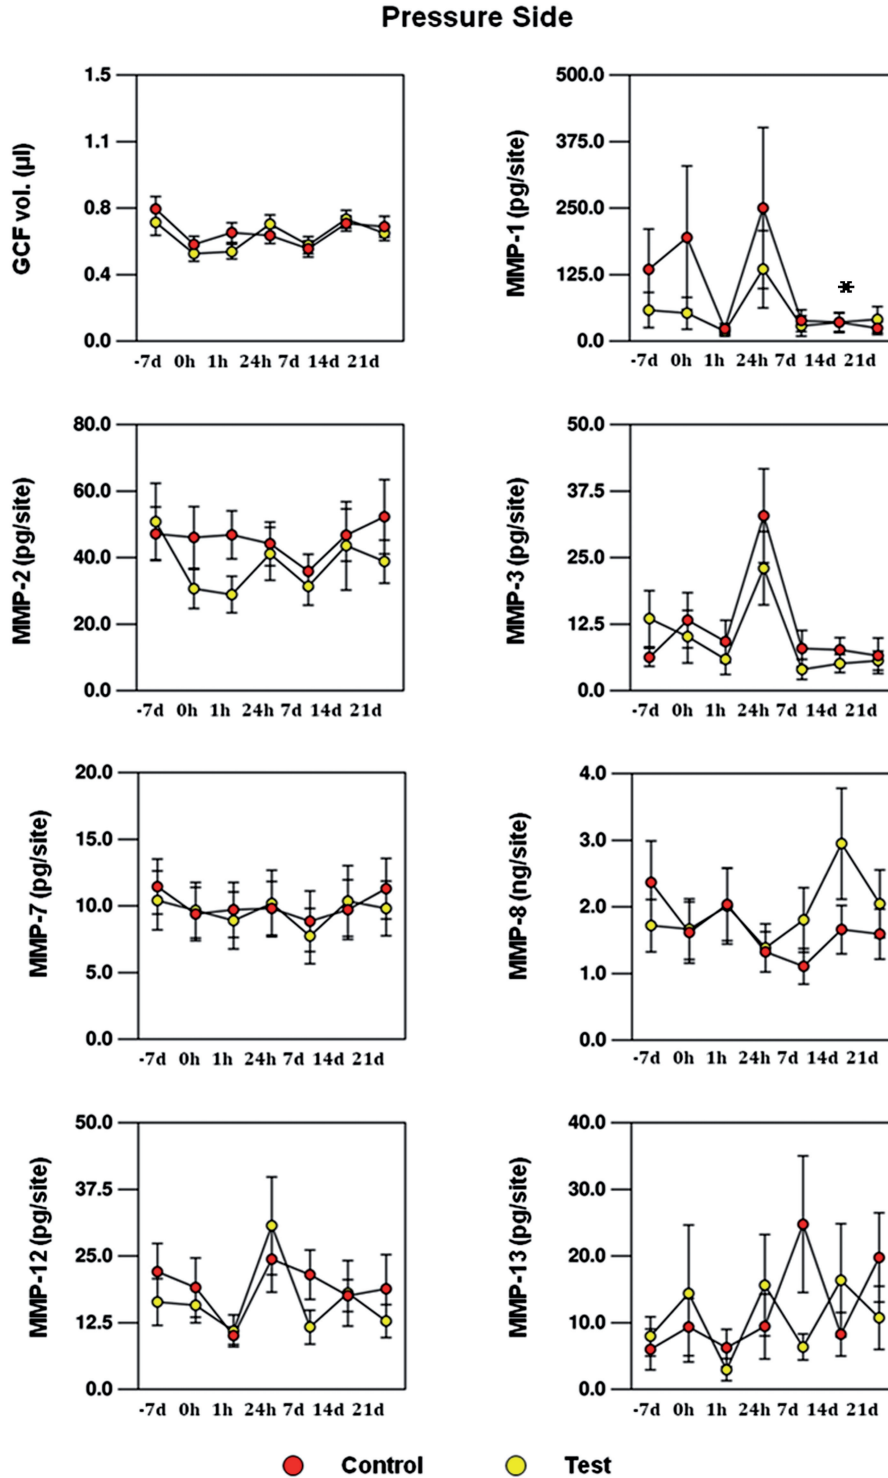 Pressure Side
GCF vol. (µl)
1.5
1.1
0.8
0.4
0.0
-7d 0h 1h 24h 7d 14d 21d
MMP-1 (pg/site)
500.0
375.0
250.0
125.0
0.0
*
-7d 0h 1h 24h 7d 14d 21d
MMP-2 (pg/site)
80.0
60.0
40.0
20.0
0.0
-7d 0h 1h 24h 7d 14d 21d
MMP-3 (pg/site)
50.0
37.5
25.0
12.5
0.0
-7d 0h 1h 24h 7d 14d 21d
MMP-7 (pg/site)
20.0
15.0
10.0
5.0
0.0
-7d 0h 1h 24h 7d 14d 21d
MMP-8 (ng/site)
4.0
3.0
2.0
1.0
0.0
-7d 0h 1h 24h 7d 14d 21d
MMP-12 (pg/site)
50.0
37.5
25.0
12.5
0.0
-7d 0h 1h 24h 7d 14d 21d
MMP-13 (pg/site)
40.0
30.0
20.0
10.0
0.0
-7d 0h 1h 24h 7d 14d 21d
Control Test